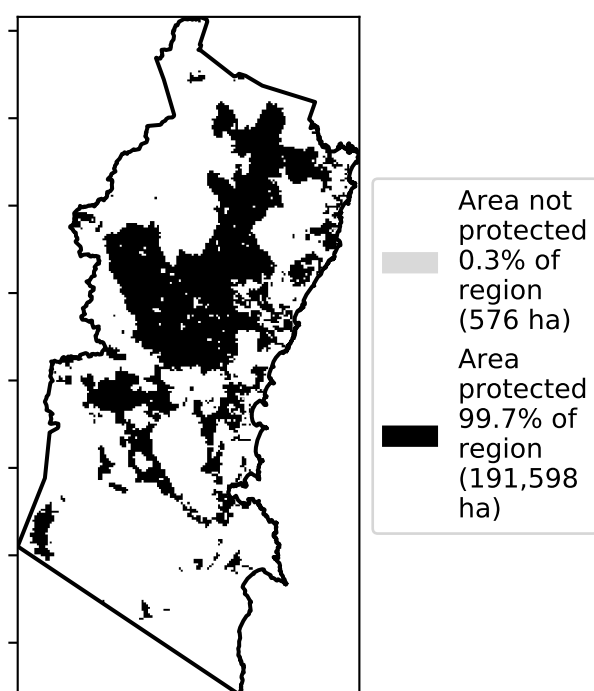 Area not
protected
0.3% of
region
(576 ha)
Area
protected
99.7% of
region
(191,598
ha)